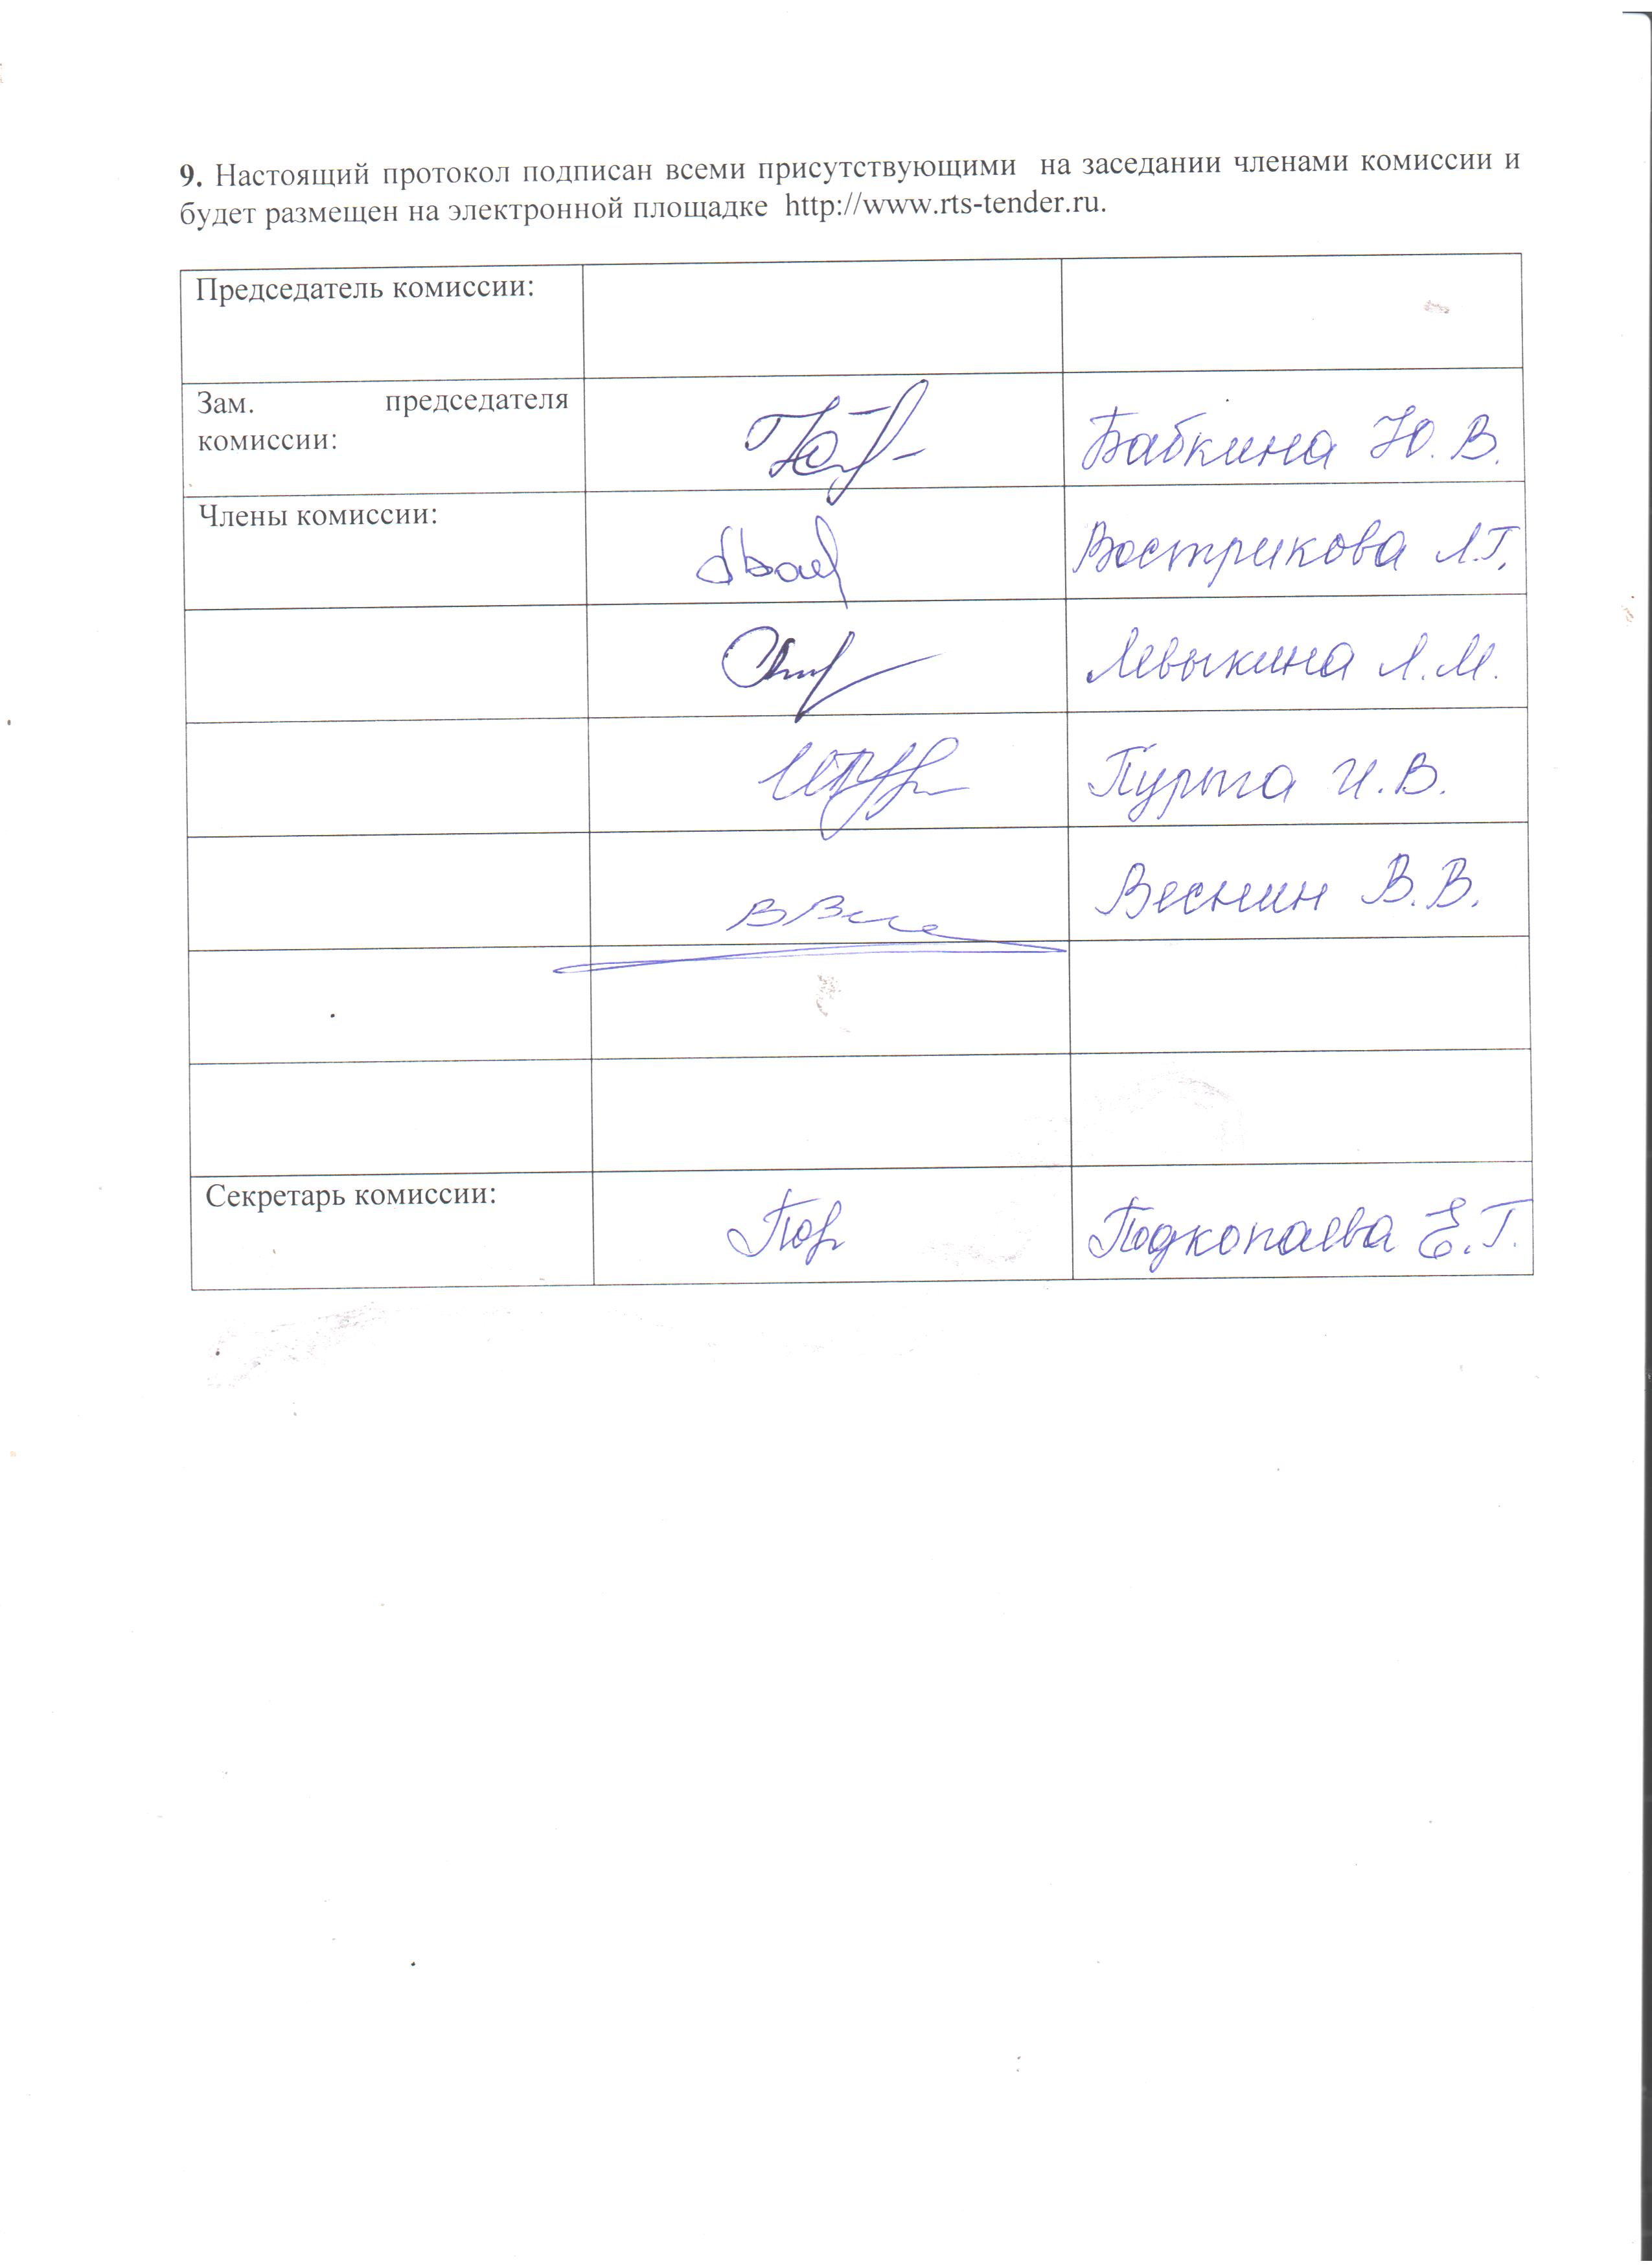 9. Настоящий протокол подписан всеми присутствующими на заседании членами комиссии и
будет размещен на электронной площадке http://www.rts-tender.ru.
Председатель комиссии:
Зам. председателя
комиссии:
Бабкина Ю.В.
Члены комиссии:
Вострикова Л.Г.
Левыкина Л.М.
И.В.
Веснин В.В.
Секретарь комиссии:
Подкопаева Е.Г.